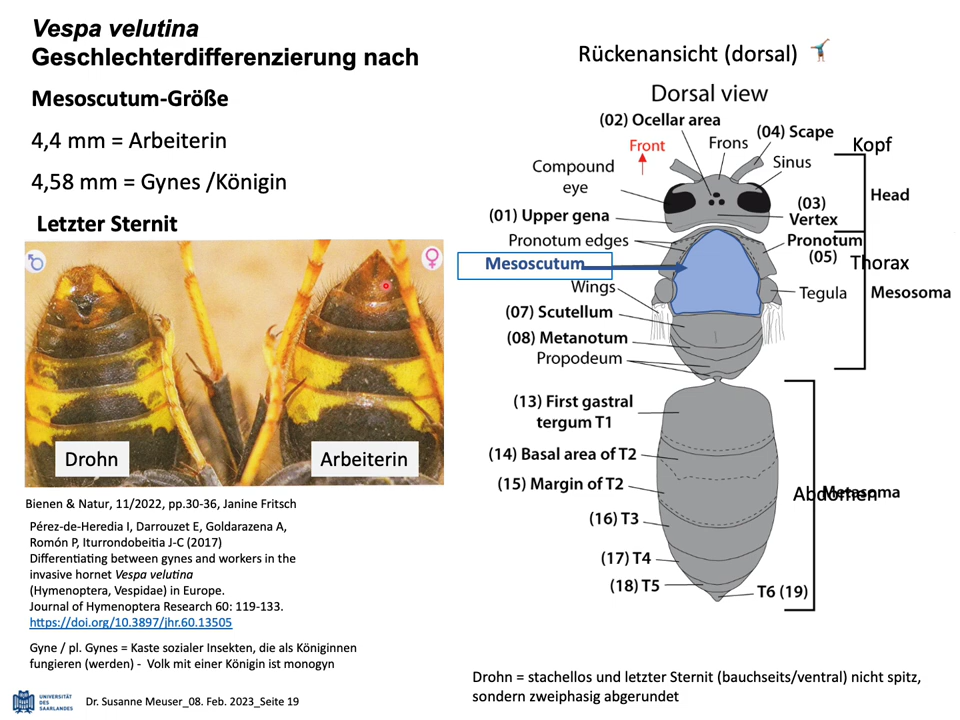 Vespa velutina
Geschlechterdifferenzierung nach
Mesoscutum-Größe
4,4 mm = Arbeiterin
4,58 mm = Gynes /Königin
Letzter Sternit
♂
♀
Drohn
Arbeiterin
Bienen & Natur, 11/2022, pp.30-36, Janine Fritsch
Pérez-de-Heredia I, Darrouzet E, Goldarazena A,
Romón P, Iturrondobeitia J-C (2017)
Differentiating between gynes and workers in the
invasive hornet Vespa velutina
(Hymenoptera, Vespidae) in Europe.
Journal of Hymenoptera Research 60: 119-133.
https://doi.org/10.3897/jhr.60.13505
Gyne / pl. Gynes = Kaste sozialer Insekten, die als Königinnen
fungieren (werden) - Volk mit einer Königin ist monogyn
UNIVERSITÄT
DES
SAARLANDES
Dr. Susanne Meuser_08. Feb. 2023_Seite 19
Rückenansicht (dorsal)
Dorsal view
(02) Ocellar area
(04) Scape
Front
Frons
Kopf
Sinus
Compound
eye
Head
(03)
Vertex
(01) Upper gena
Pronotum edges
Pronotum
(05)
Mesoscutum
Thorax
Wings
Tegula
Mesosoma
(07) Scutellum
(08) Metanotum
Propodeum
(13) First gastral
tergum T1
(14) Basal area of T2
(15) Margin of T2
Abdomen
Metasoma
(16) T3
(17) T4
(18) T5
T6 (19)
Drohn = stachellos und letzter Sternit (bauchseits/ventral) nicht spitz,
sondern zweiphasig abgerundet